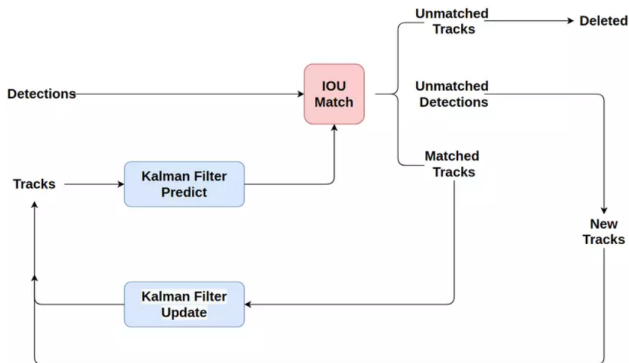 Unmatched
Tracks
Deleted
Detections
IOU
Match
Unmatched
Detections
Matched
Tracks
Tracks
Kalman Filter
Predict
New
Tracks
Kalman Filter
Update